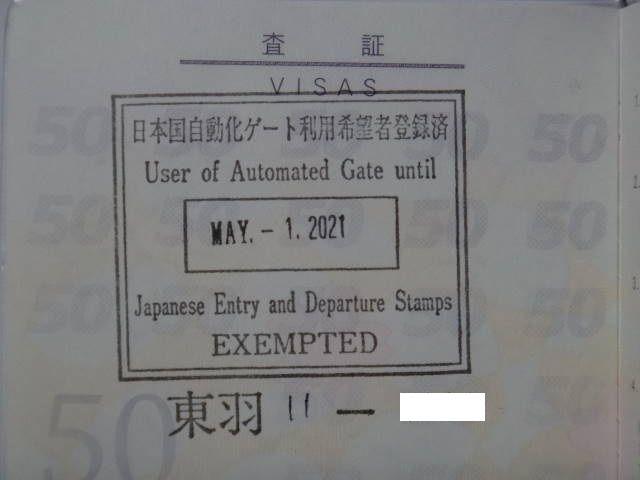 査 証
VISAS
日本国自動化ゲート利用希望者登録済
User of Automated Gate until
MAY. - 1. 2021
Japanese Entry and Departure Stamps
EXEMPTED
東羽 11 ー
50